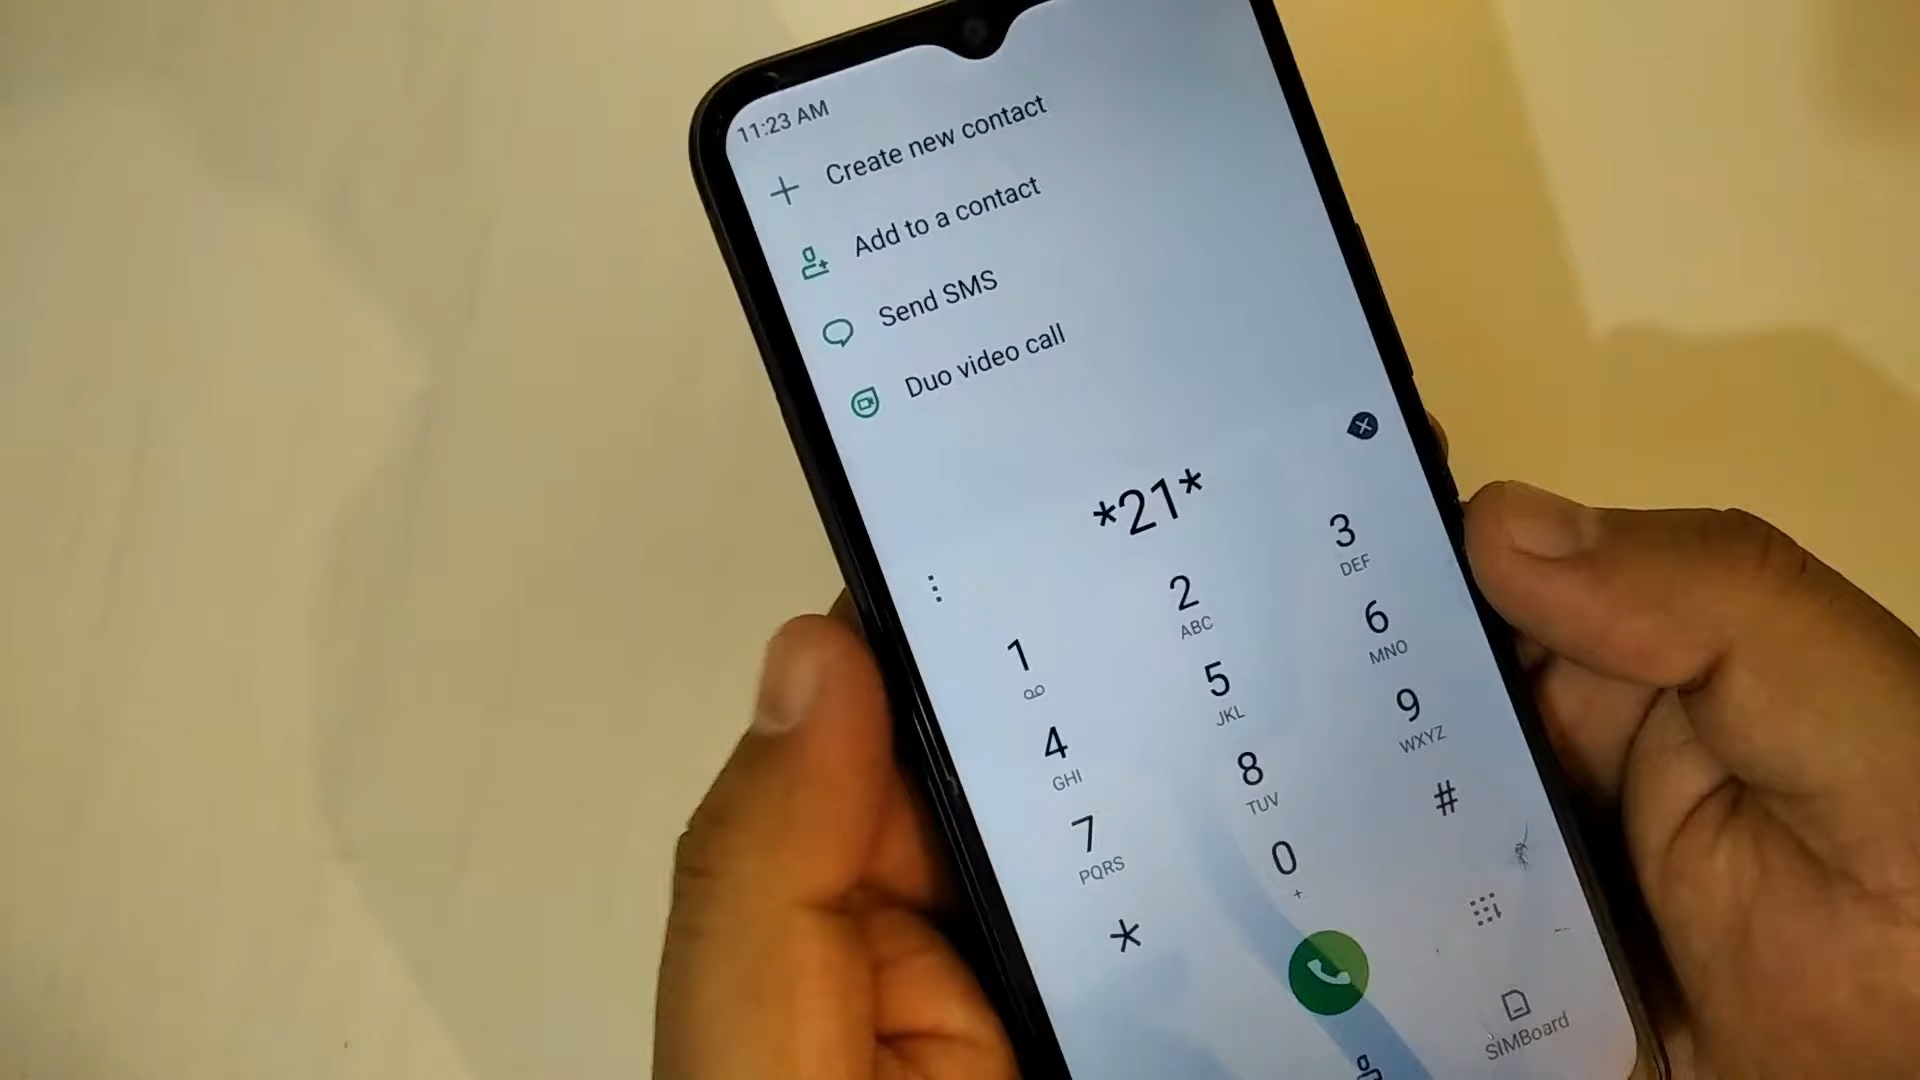 11:23 AM
Create new contact
Add to a contact
Send SMS
Duo video call
*21*
1
2
ABC
3
DEF
4
GHI
5
JKL
6
MNO
7
PQRS
8
TUV
9
WXYZ
*
0
+
#
SIMBoard